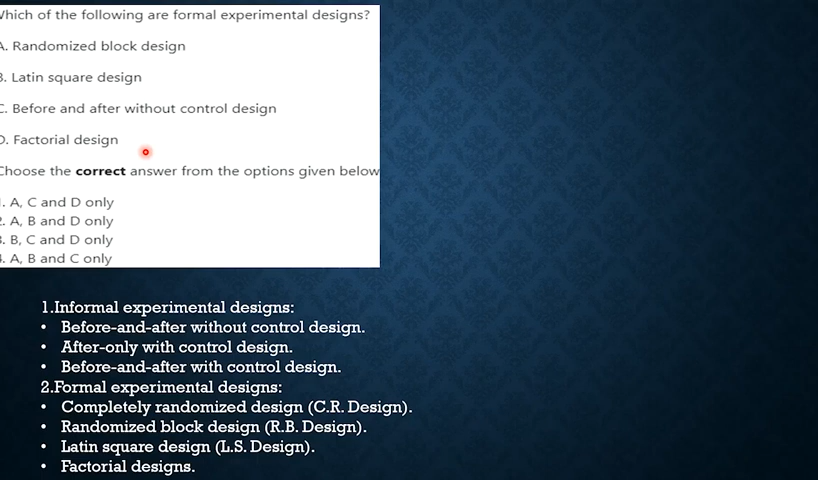 Which of the following are formal experimental designs?
A. Randomized block design
B. Latin square design
C. Before and after without control design
D. Factorial design
Choose the correct answer from the options given below
1. A, C and D only
2. A, B and D only
3. B, C and D only
4. A, B and C only
1.Informal experimental designs:
• Before-and-after without control design.
• After-only with control design.
• Before-and-after with control design.
2.Formal experimental designs:
• Completely randomized design (C.R. Design).
• Randomized block design (R.B. Design).
• Latin square design (L.S. Design).
• Factorial designs.